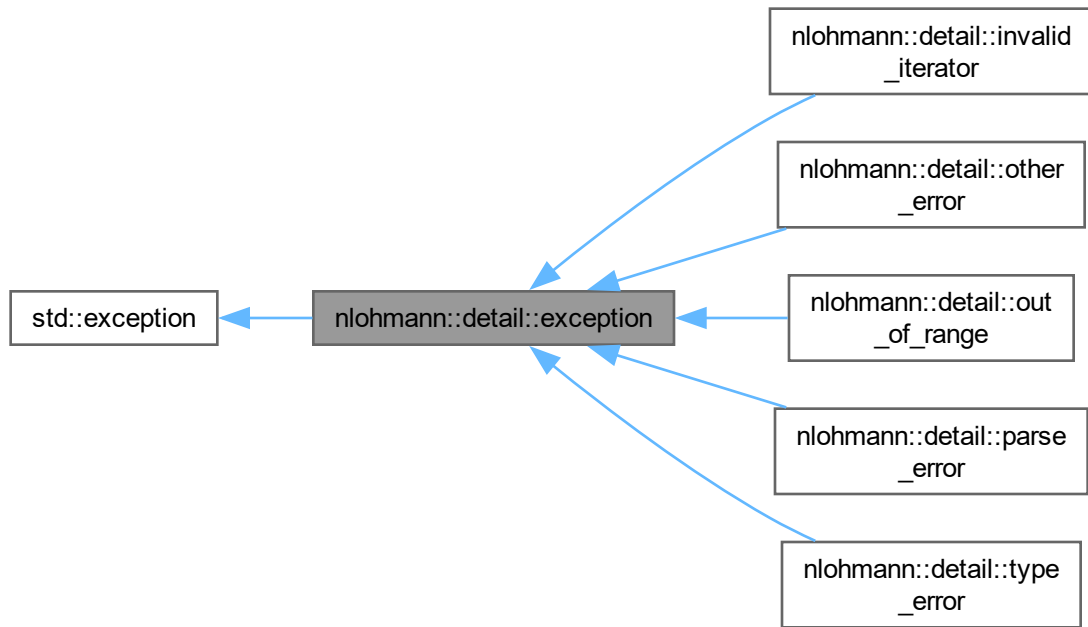 nlohmann::detail::invalid
_iterator
nlohmann::detail::other
_error
std::exception
nlohmann::detail::exception
nlohmann::detail::out
_of_range
nlohmann::detail::parse
_error
nlohmann::detail::type
_error